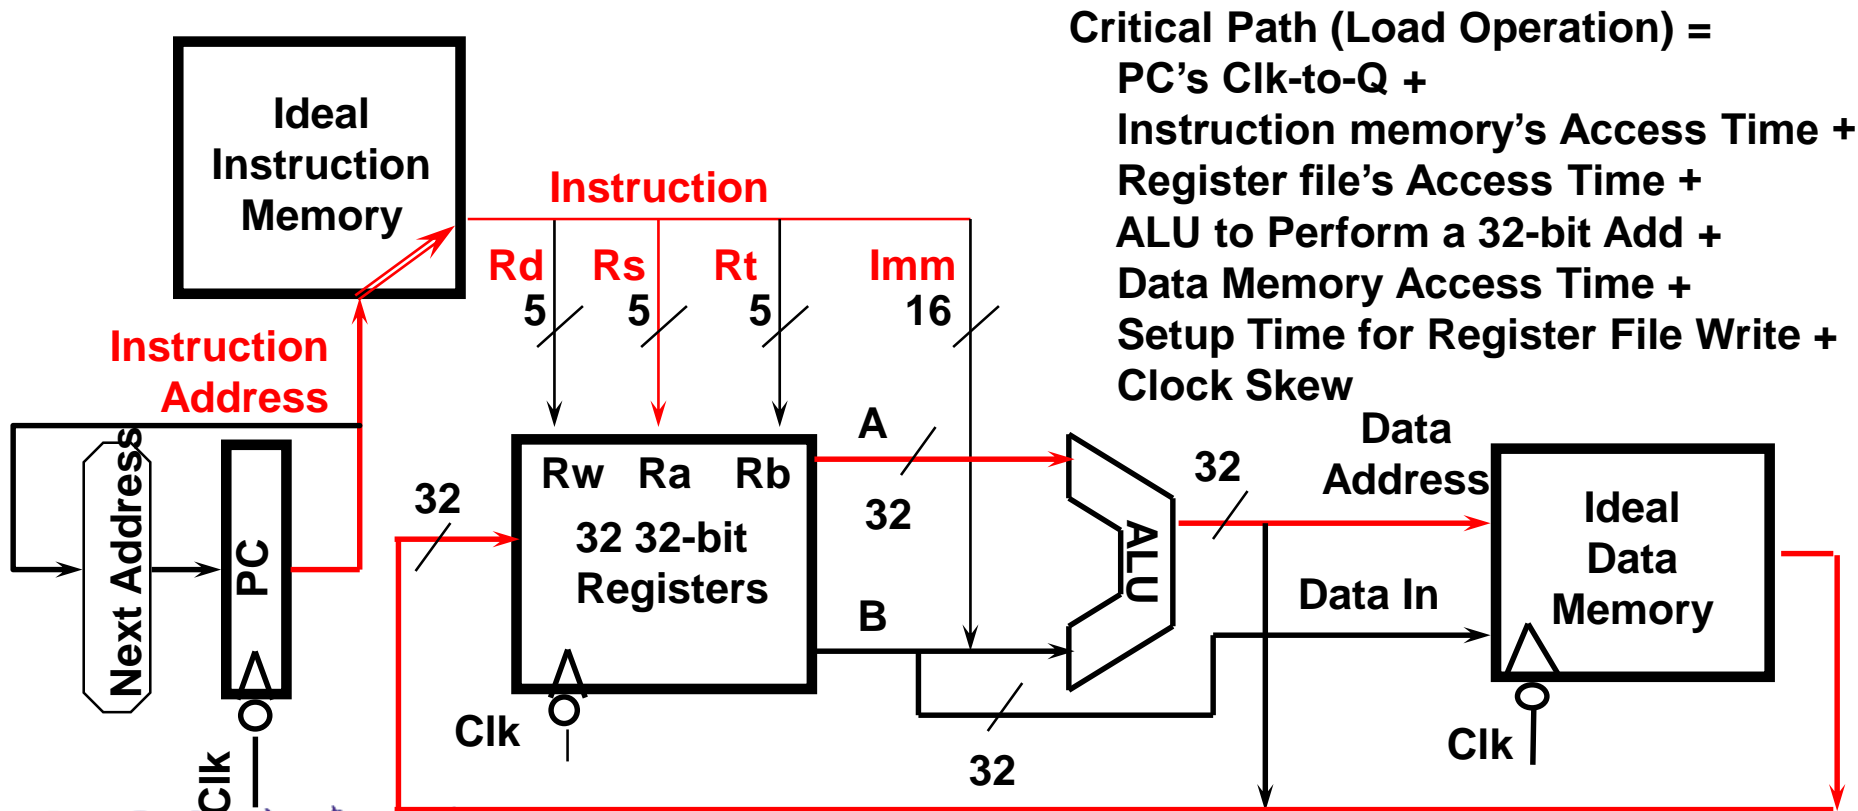 Critical Path (Load Operation) =
PC's Clk-to-Q +
Instruction memory's Access Time +
Register file's Access Time +
ALU to Perform a 32-bit Add +
Data Memory Access Time +
Setup Time for Register File Write +
Clock Skew
Ideal
Instruction
Memory
Instruction
Rd
Rs
Rt
Imm
5
5
5
16
Instruction
Address
Next Address
PC
Clk
32
Rw Ra Rb
32 32-bit
Registers
Clk
A
32
B
32
ALU
32
Data
Address
Data In
Ideal
Data
Memory
Clk